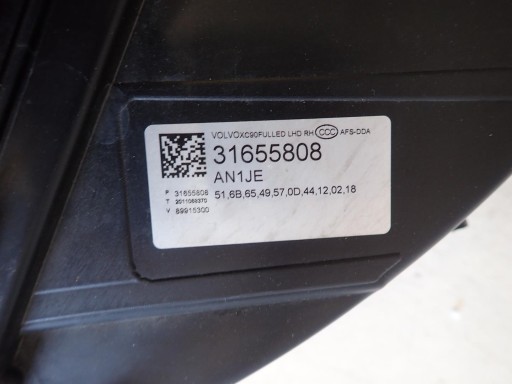 VOLVOXC90FULLED LHD RH CCC AFS-DDA
31655808
AN1JE
P 31655808 51,6B,65,49,57,0D,44,12,02,18
T 2011083370
V 89915300